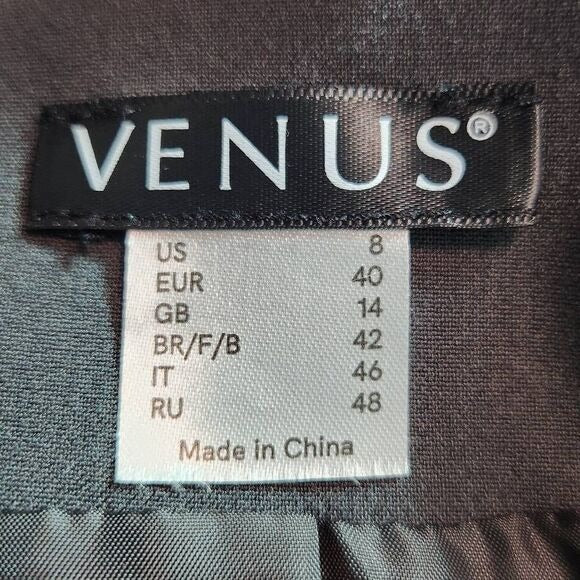 VENUS®
US 8
EUR 40
GB 14
BR/F/B 42
IT 46
RU 48
Made in China